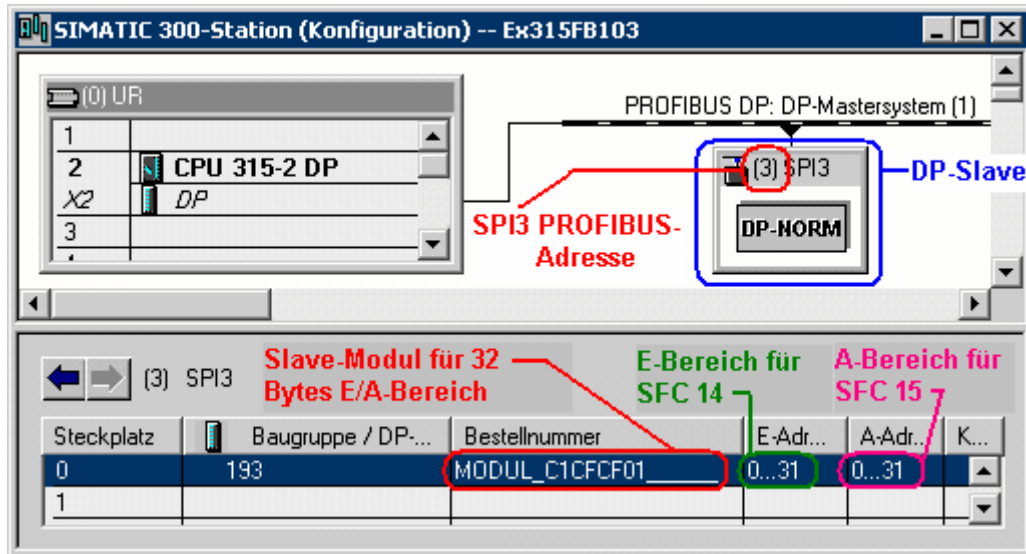 SIMATIC 300-Station (Konfiguration) -- Ex315FB103
(0) UR
1
2 CPU 315-2 DP
X2 DP
3
PROFIBUS DP: DP-Mastersystem (1)
(3) SPI3
DP-NORM
DP-Slave
SPI3 PROFIBUS-
Adresse
(3) SPI3
Slave-Modul für 32
Bytes E/A-Bereich
E-Bereich für
SFC 14
A-Bereich für
SFC 15
Steckplatz Baugruppe / DP-... Bestellnummer E-Adr... A-Adr... K...
0 193 MODUL_C1CFCF01______ 0...31 0...31
1